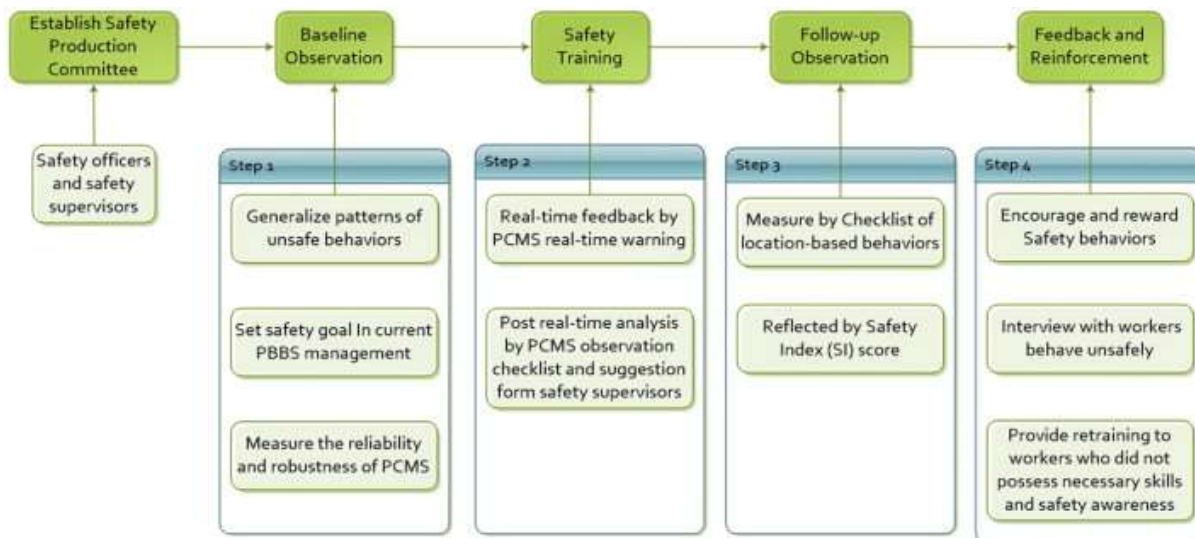 Establish Safety
Production
Committee
Baseline
Observation
Safety
Training
Follow-up
Observation
Feedback and
Reinforcement
Safety officers
and safety
supervisors
Step 1
Generalize patterns of
unsafe behaviors
Set safety goal In current
PBBS management
Measure the reliability
and robustness of PCMS
Step 2
Real-time feedback by
PCMS real-time warning
Post real-time analysis
by PCMS observation
checklist and suggestion
form safety supervisors
Step 3
Measure by Checklist of
location-based behaviors
Reflected by Safety
Index (SI) score
Step 4
Encourage and reward
Safety behaviors
Interview with workers
behave unsafely
Provide retraining to
workers who did not
possess necessary skills
and safety awareness